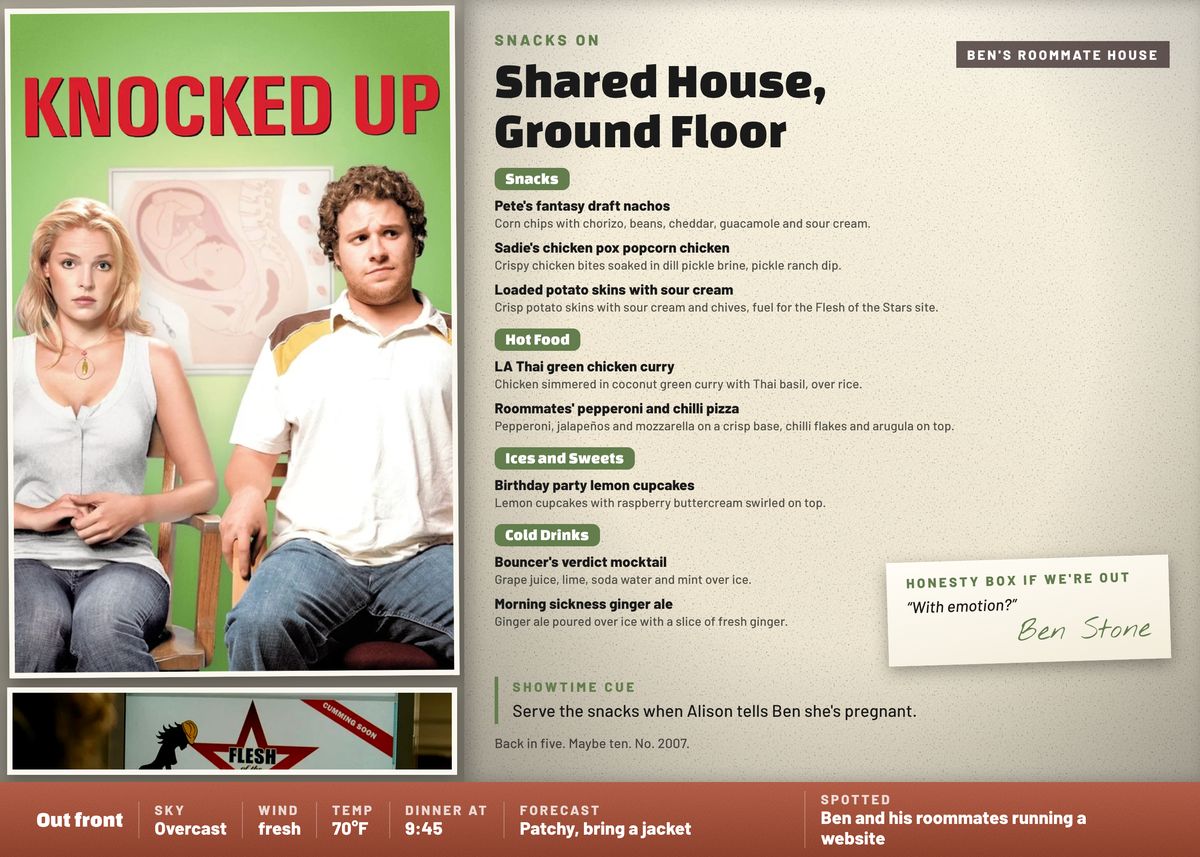 KNOCKED UP
CUMMING SOON
FLESH
of the
SNACKS ON
BEN'S ROOMMATE HOUSE
Shared House,
Ground Floor
Snacks
Pete's fantasy draft nachos
Corn chips with chorizo, beans, cheddar, guacamole and sour cream.
Sadie's chicken pox popcorn chicken
Crispy chicken bites soaked in dill pickle brine, pickle ranch dip.
Loaded potato skins with sour cream
Crisp potato skins with sour cream and chives, fuel for the Flesh of the Stars site.
Hot Food
LA Thai green chicken curry
Chicken simmered in coconut green curry with Thai basil, over rice.
Roommates' pepperoni and chilli pizza
Pepperoni, jalapeños and mozzarella on a crisp base, chilli flakes and arugula on top.
Ices and Sweets
Birthday party lemon cupcakes
Lemon cupcakes with raspberry buttercream swirled on top.
Cold Drinks
Bouncer's verdict mocktail
Grape juice, lime, soda water and mint over ice.
Morning sickness ginger ale
Ginger ale poured over ice with a slice of fresh ginger.
HONESTY BOX IF WE'RE OUT
“With emotion?”
Ben Stone
SHOWTIME CUE
Serve the snacks when Alison tells Ben she's pregnant.
Back in five. Maybe ten. No. 2007.
Out front
SKY
Overcast
WIND
fresh
TEMP
70°F
DINNER AT
9:45
FORECAST
Patchy, bring a jacket
SPOTTED
Ben and his roommates running a
website